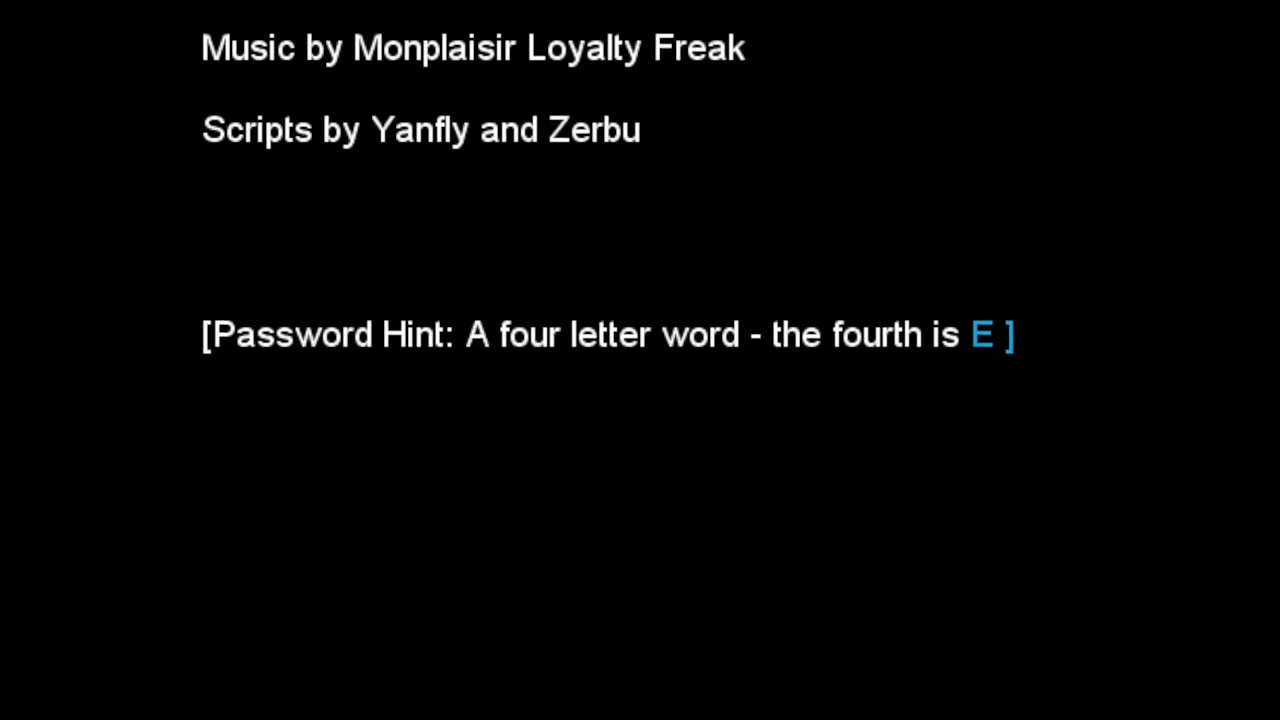 Music by Monplaisir Loyalty Freak
Scripts by Yanfly and Zerbu
[Password Hint: A four letter word - the fourth is E ]